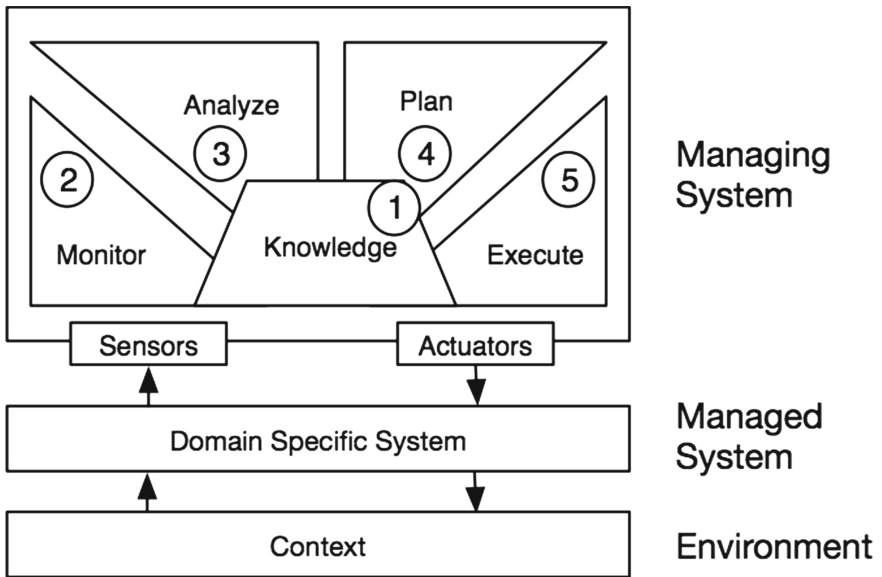 Analyze
Plan
3
4
2
5
1
Managing
System
Monitor
Knowledge
Execute
Sensors
Actuators
Domain Specific System
Managed
System
Context
Environment